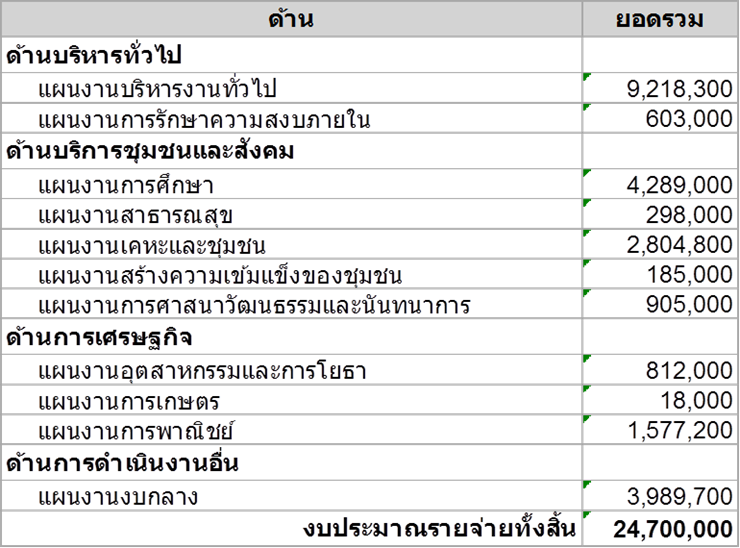 ด้าน ยอดรวม
ด้านบริหารทั่วไป
แผนงานบริหารงานทั่วไป 9,218,300
แผนงานการรักษาความสงบภายใน 603,000
ด้านบริการชุมชนและสังคม
แผนงานการศึกษา 4,289,000
แผนงานสาธารณสุข 298,000
แผนงานเคหะและชุมชน 2,804,800
แผนงานสร้างความเข้มแข็งของชุมชน 185,000
แผนงานการศาสนาวัฒนธรรมและนันทนาการ 905,000
ด้านการเศรษฐกิจ
แผนงานอุตสาหกรรมและการโยธา 812,000
แผนงานการเกษตร 18,000
แผนงานการพาณิชย์ 1,577,200
ด้านการดำเนินงานอื่น
แผนงานงบกลาง 3,989,700
งบประมาณรายจ่ายทั้งสิ้น 24,700,000